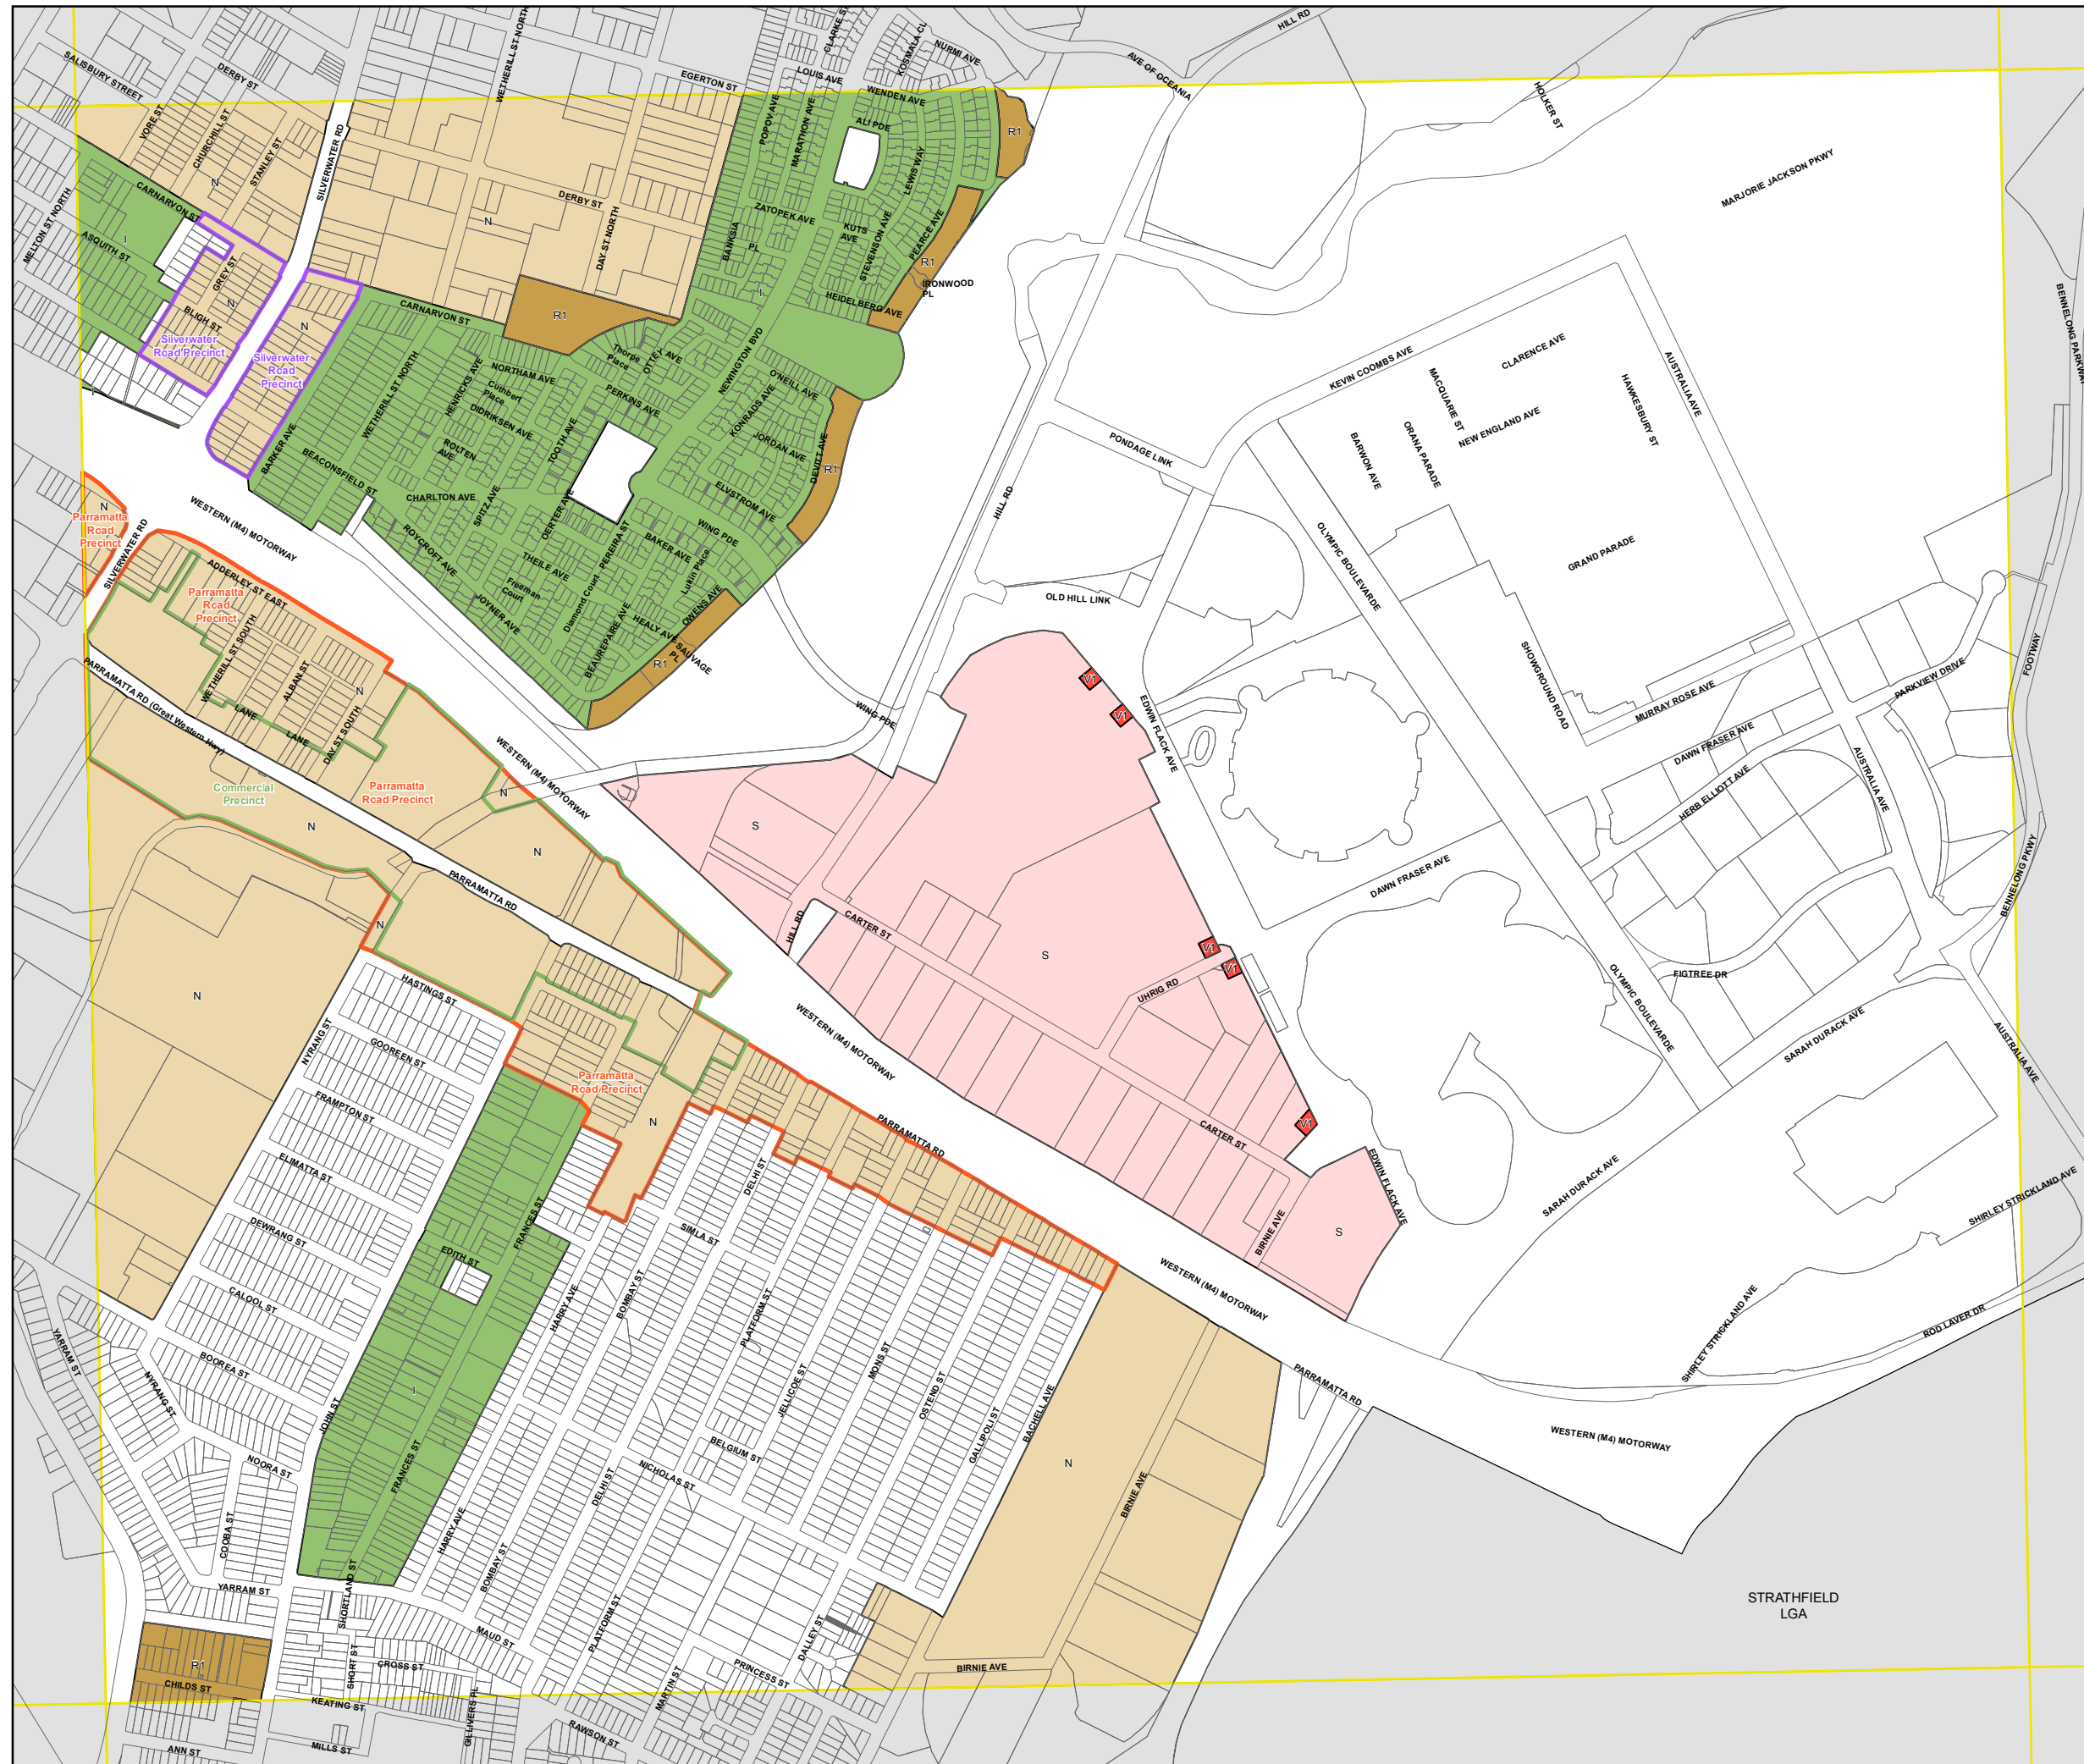 HILL RD
SALISBURY STREET
DERBY ST
WETHERILL ST NORTH
EGERTON ST
KOSMALA CL
NURMI AVE
LOUIS AVE
AVE OF OCEANIA
HOLKER ST
VORE ST
CHURCHILL ST
STANLEY ST
SILVERWATER RD
POPOV AVE
MARATHON AVE
WENDEN AVE
ALI PDE
LEWIS WAY
R1
MARJORIE JACKSON PKWY
N
CARNARVON ST
MELTON ST NORTH
ASQUITH ST
I
N
DERBY ST
DAY ST NORTH
BANKSIA
PL
ZATOPEK AVE
KUTS
AVE
STEVENSON AVE
PEARCE AVE
R1
IRONWOOD
PL
GREY ST
N
BLIGH ST
Silverwater
Road Precinct
N
Silverwater
Road
Precinct
CARNARVON ST
R1
I
HEIDELBERG AVE
BENNELONG PARKWAY
WETHERILL ST NORTH
HENRICKS AVE
NORTHAM AVE
Cuthbert
Place
DIDRIKSEN AVE
Thorpe
Place
OTTEY AVE
PERKINS AVE
NEWINGTON BVD
O'NEILL AVE
KONRADS AVE
JORDAN AVE
DEVITT AVE
R1
KEVIN COOMBS AVE
CLARENCE AVE
MACQUARIE ST
AUSTRALIA AVE
HAWKESBURY ST
NEW ENGLAND AVE
ORANA PARADE
BARWON AVE
PONDAGE LINK
BARKER AVE
BEACONSFIELD ST
ROLTEN
AVE
TOOTH AVE
CHARLTON AVE
SPITZ AVE
OERTER AVE
ROYCROFT AVE
THEILE AVE
PEREIRA ST
ELVSTROM AVE
WING PDE
BAKER AVE
Lukin Place
Freeman
Court
Diamond Court
JOYNER AVE
BEAUREPAIRE AVE
OWENS AVE
HEALY AVE
SAUVAGE
PL
R1
HILL RD
OLYMPIC BOULEVARDE
GRAND PARADE
OLD HILL LINK
N
Parramatta
Road
Precinct
SILVERWATER RD
WESTERN (M4) MOTORWAY
ADDERLEY ST EAST
Parramatta
Road
Precinct
WETHERILL ST SOUTH
ALBAN ST
N
LANE
LANE
DAY ST SOUTH
PARRAMATTA RD (Great Western Hwy)
Commercial
Precinct
Parramatta
Road Precinct
N
WESTERN (M4) MOTORWAY
N
N
WING PDE
V1
V1
EDWIN FLACK AVE
SHOWGROUND ROAD
MURRAY ROSE AVE
PARKVIEW DRIVE
FOOTWAY
DAWN FRASER AVE
HERB ELLIOTT AVE
AUSTRALIA AVE
S
PARRAMATTA RD
N
HILL RD
CARTER ST
S
V1
V1
UHRIG RD
DAWN FRASER AVE
BENNELONG PKWY
OLYMPIC BOULEVARDE
FIGTREE DR
SARAH DURACK AVE
AUSTRALIA AVE
N
HASTINGS ST
NYRANG ST
GOOREEN ST
FRAMPTON ST
WESTERN (M4) MOTORWAY
Parramatta
Road Precinct
N
PARRAMATTA RD
CARTER ST
V1
EDWIN FLACK AVE
SARAH DURACK AVE
SHIRLEY STRICKLAND AVE
ELIMATTA ST
DEWRANG ST
DELHI ST
FRANCES ST
SIMLA ST
EDITH ST
BIRNIE AVE
S
CALOOL ST
HARRY AVE
BOMBAY ST
PLATFORM ST
WESTERN (M4) MOTORWAY
SHIRLEY STRICKLAND AVE
ROD LAVER DR
YARRAM ST
BOOREA ST
NYRANG ST
I
JOHN ST
JELLICOE ST
MONS ST
OSTEND ST
GALLIPOLI ST
BACHELL AVE
PARRAMATTA RD
WESTERN (M4) MOTORWAY
NOORA ST
FRANCES ST
BELGIUM ST
NICHOLAS ST
DELHI ST
N
BIRNIE AVE
COOBA ST
HARRY AVE
BOMBAY ST
YARRAM ST
SHORTLAND ST
PLATFORM ST
MAUD ST
DALLEY ST
STRATHFIELD
LGA
R1
CHILDS ST
SHORT ST
CROSS ST
PRINCESS ST
BIRNIE AVE
MARTIN ST
KEATING ST
GILLIVERS PL
RAWSON ST
ANN ST
MILLS ST